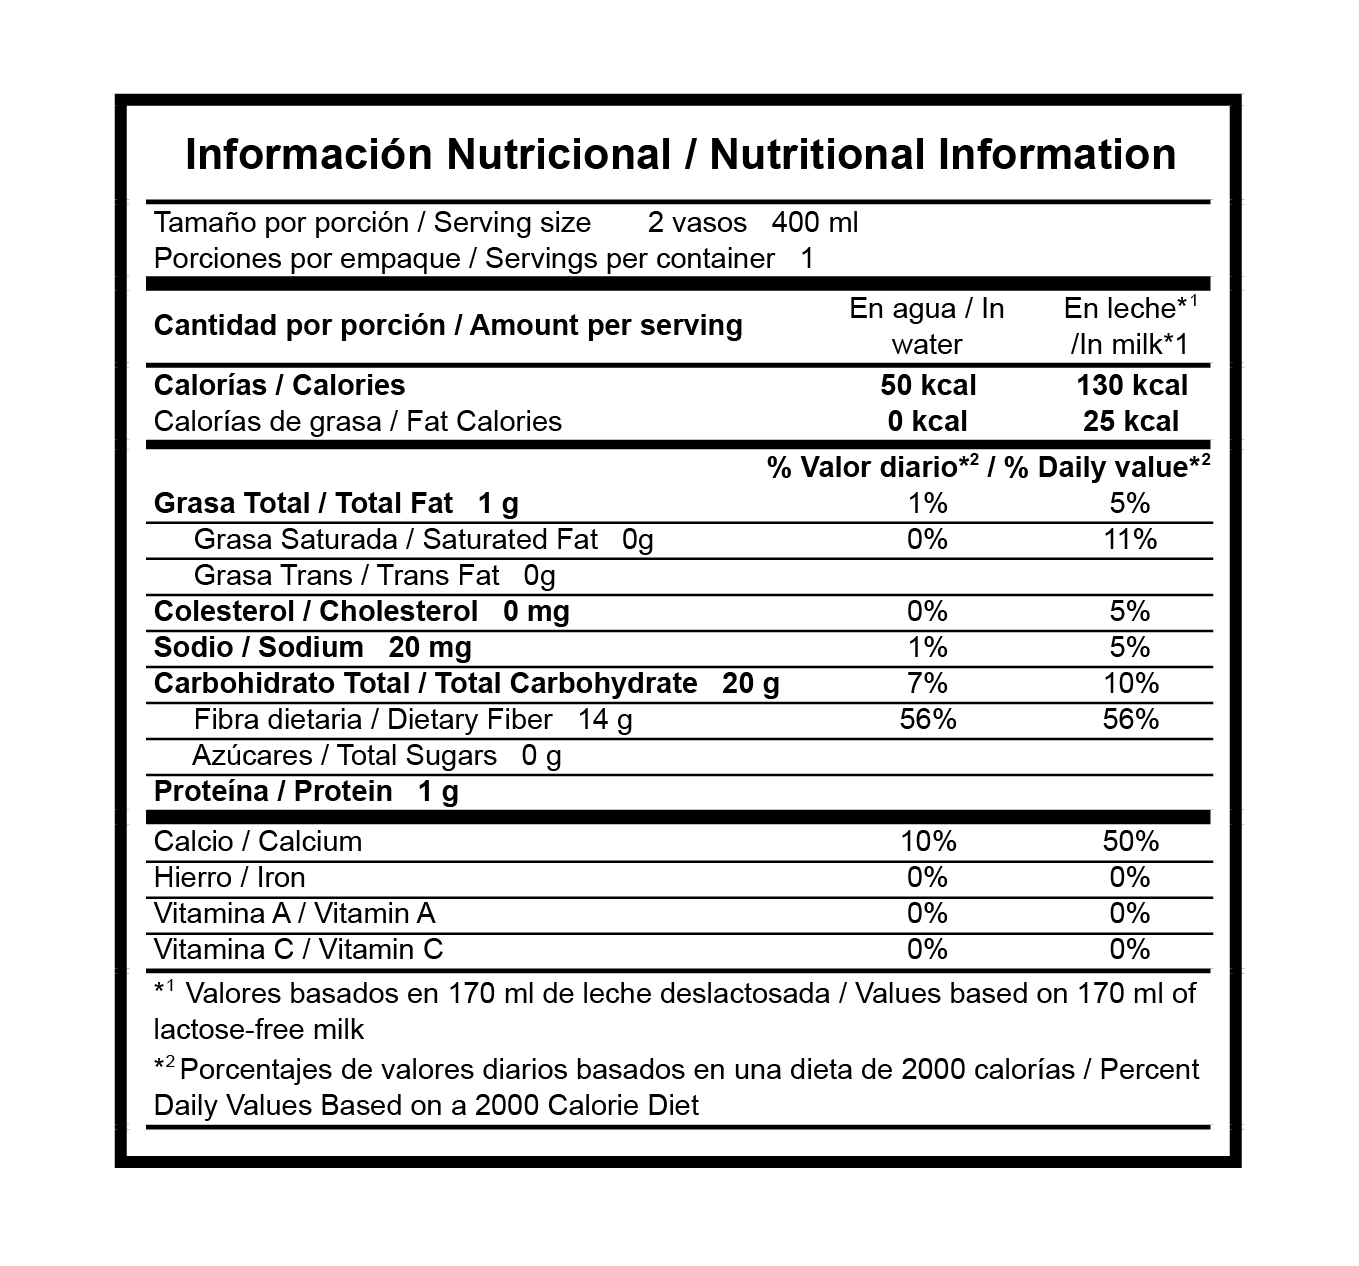 Información Nutricional / Nutritional Information
Tamaño por porción / Serving size 2 vasos 400 ml
Porciones por empaque / Servings per container 1
Cantidad por porción / Amount per serving
En agua / In
water
En leche*1
/In milk*1
Calorías / Calories 50 kcal 130 kcal
Calorías de grasa / Fat Calories 0 kcal 25 kcal
% Valor diario*2 / % Daily value*2
Grasa Total / Total Fat 1 g 1% 5%
Grasa Saturada / Saturated Fat 0g 0% 11%
Grasa Trans / Trans Fat 0g
Colesterol / Cholesterol 0 mg 0% 5%
Sodio / Sodium 20 mg 1% 5%
Carbohidrato Total / Total Carbohydrate 20 g 7% 10%
Fibra dietaria / Dietary Fiber 14 g 56% 56%
Azúcares / Total Sugars 0 g
Proteína / Protein 1 g
Calcio / Calcium 10% 50%
Hierro / Iron 0% 0%
Vitamina A / Vitamin A 0% 0%
Vitamina C / Vitamin C 0% 0%
*1 Valores basados en 170 ml de leche deslactosada / Values based on 170 ml of
lactose-free milk
*2 Porcentajes de valores diarios basados en una dieta de 2000 calorías / Percent
Daily Values Based on a 2000 Calorie Diet